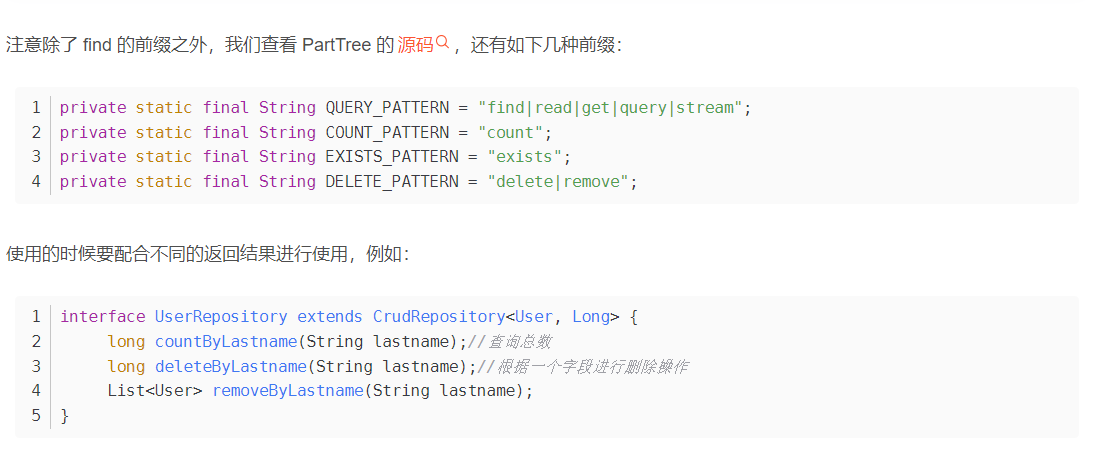 注意除了 find 的前缀之外，我们查看 PartTree 的 源码 ，还有如下几种前缀：
1 private static final String QUERY_PATTERN = "find|read|get|query|stream";
2 private static final String COUNT_PATTERN = "count";
3 private static final String EXISTS_PATTERN = "exists";
4 private static final String DELETE_PATTERN = "delete|remove";
使用的时候要配合不同的返回结果进行使用，例如：
1 interface UserRepository extends CrudRepository<User, Long> {
2      long countByLastname(String lastname);//查询总数
3      long deleteByLastname(String lastname);//根据一个字段进行删除操作
4      List<User> removeByLastname(String lastname);
5 }